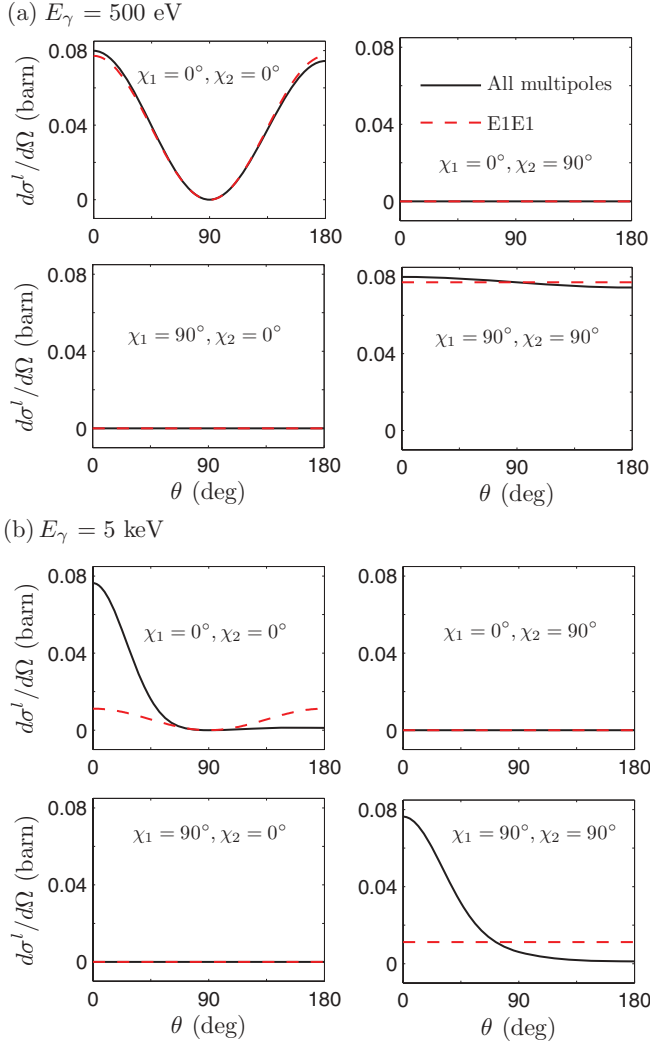 (a) E_γ = 500 eV
dσ^l/dΩ (barn)
0.08
0.04
0
χ₁ = 0°, χ₂ = 0°
0 90 180
0.08
0.04
0
All multipoles
E1E1
χ₁ = 0°, χ₂ = 90°
0 90 180
dσ^l/dΩ (barn)
0.08
0.04
0
χ₁ = 90°, χ₂ = 0°
0 90 180
θ (deg)
0.08
0.04
0
χ₁ = 90°, χ₂ = 90°
0 90 180
θ (deg)
(b) E_γ = 5 keV
dσ^l/dΩ (barn)
0.08
0.04
0
χ₁ = 0°, χ₂ = 0°
0 90 180
0.08
0.04
0
χ₁ = 0°, χ₂ = 90°
0 90 180
dσ^l/dΩ (barn)
0.08
0.04
0
χ₁ = 90°, χ₂ = 0°
0 90 180
θ (deg)
0.08
0.04
0
χ₁ = 90°, χ₂ = 90°
0 90 180
θ (deg)